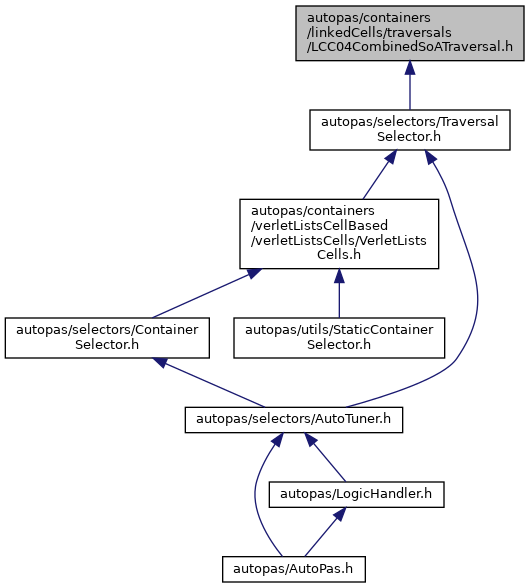 autopas/containers
/linkedCells/traversals
/LCC04CombinedSoATraversal.h
autopas/selectors/Traversal
Selector.h
autopas/containers
/verletListsCellBased
/verletListsCells/VerletLists
Cells.h
autopas/selectors/Container
Selector.h
autopas/utils/StaticContainer
Selector.h
autopas/selectors/AutoTuner.h
autopas/LogicHandler.h
autopas/AutoPas.h